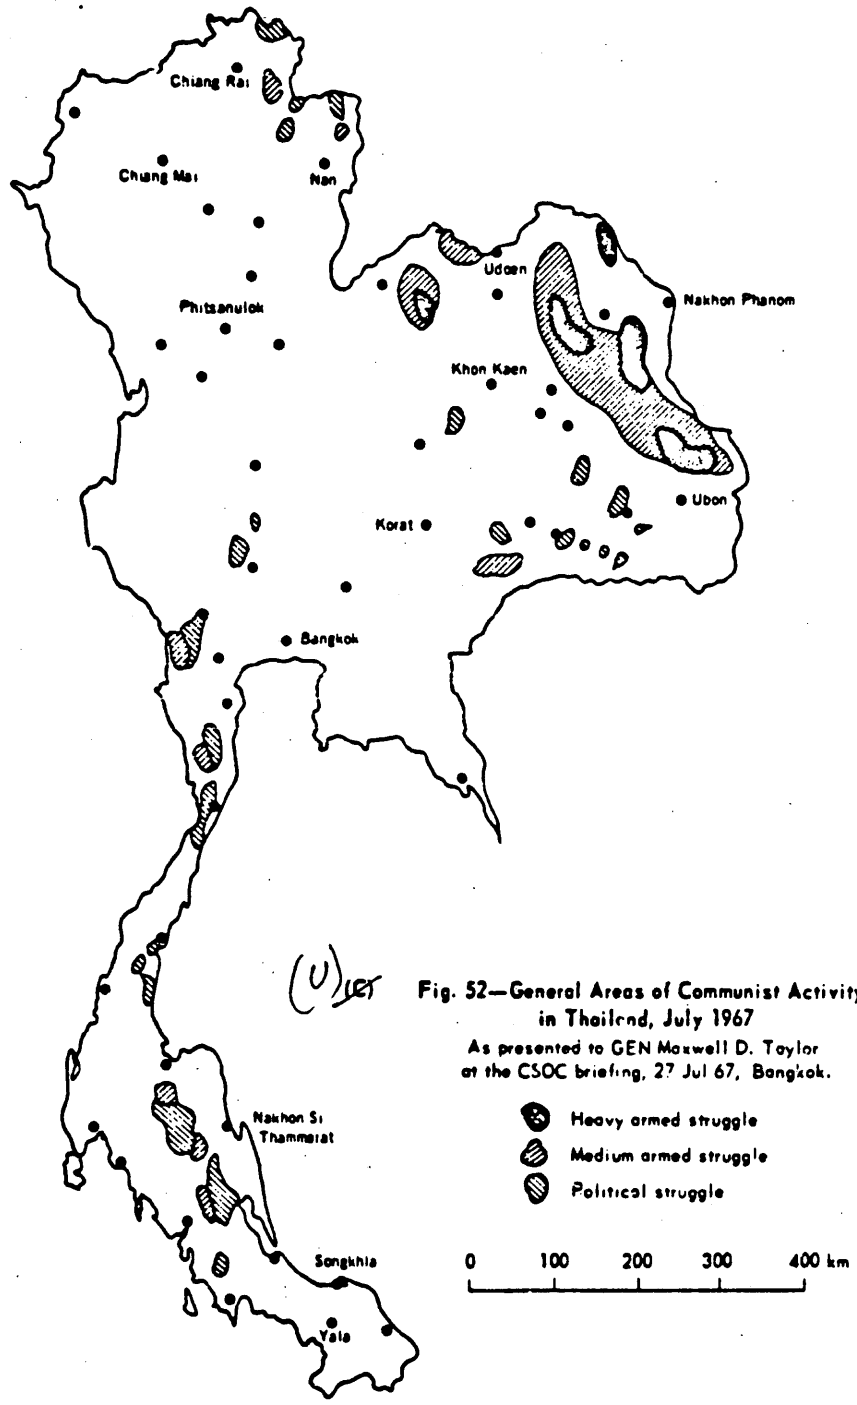 Chiang Rai
Chiang Mai
Nan
Udorn
Nakhon Phanom
Phitsanulok
Khon Kaen
Korat
Ubon
Bangkok
(U)
Fig. 52—General Areas of Communist Activity
in Thailand, July 1967
As presented to GEN Maxwell D. Taylor
at the CSOC briefing, 27 Jul 67, Bangkok.
Heavy armed struggle
Medium armed struggle
Political struggle
Nakhon Si
Thammarat
0 100 200 300 400 km
Songkhla
Yala